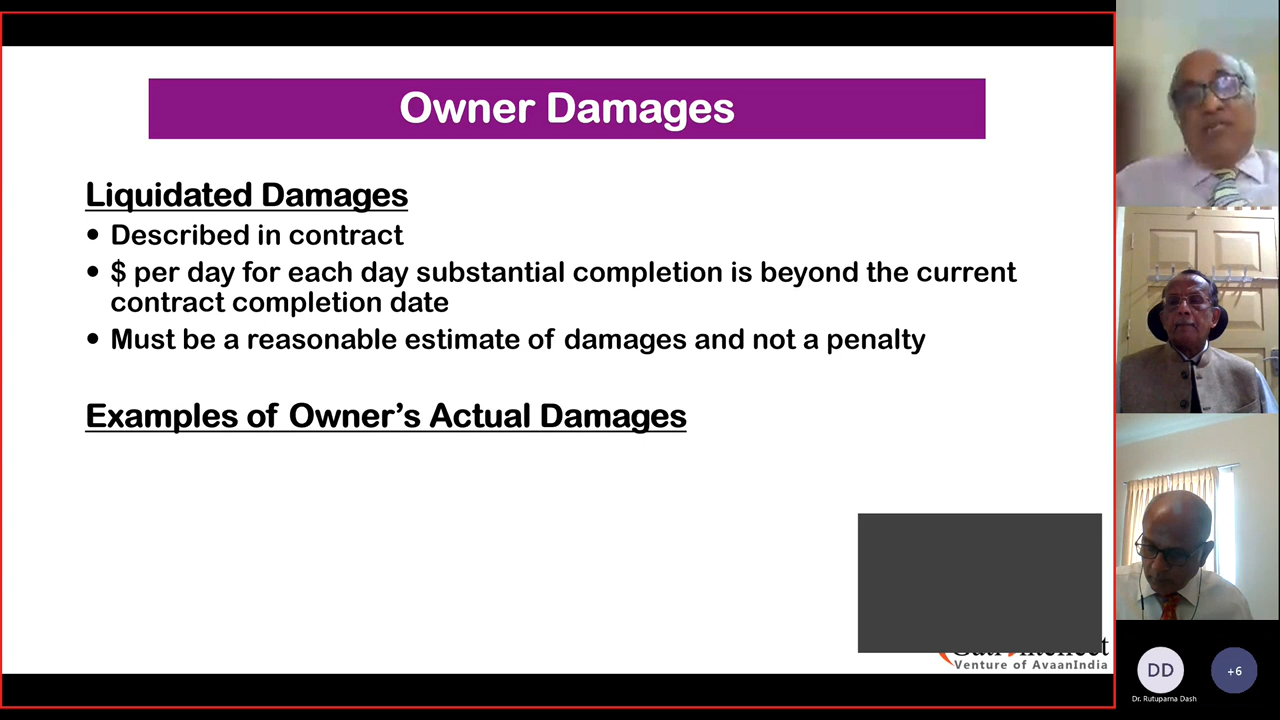 Owner Damages
Liquidated Damages
• Described in contract
• $ per day for each day substantial completion is beyond the current
contract completion date
• Must be a reasonable estimate of damages and not a penalty
Examples of Owner's Actual Damages
Venture of AvaanIndia
DD
+6
Dr. Rutuparna Dash